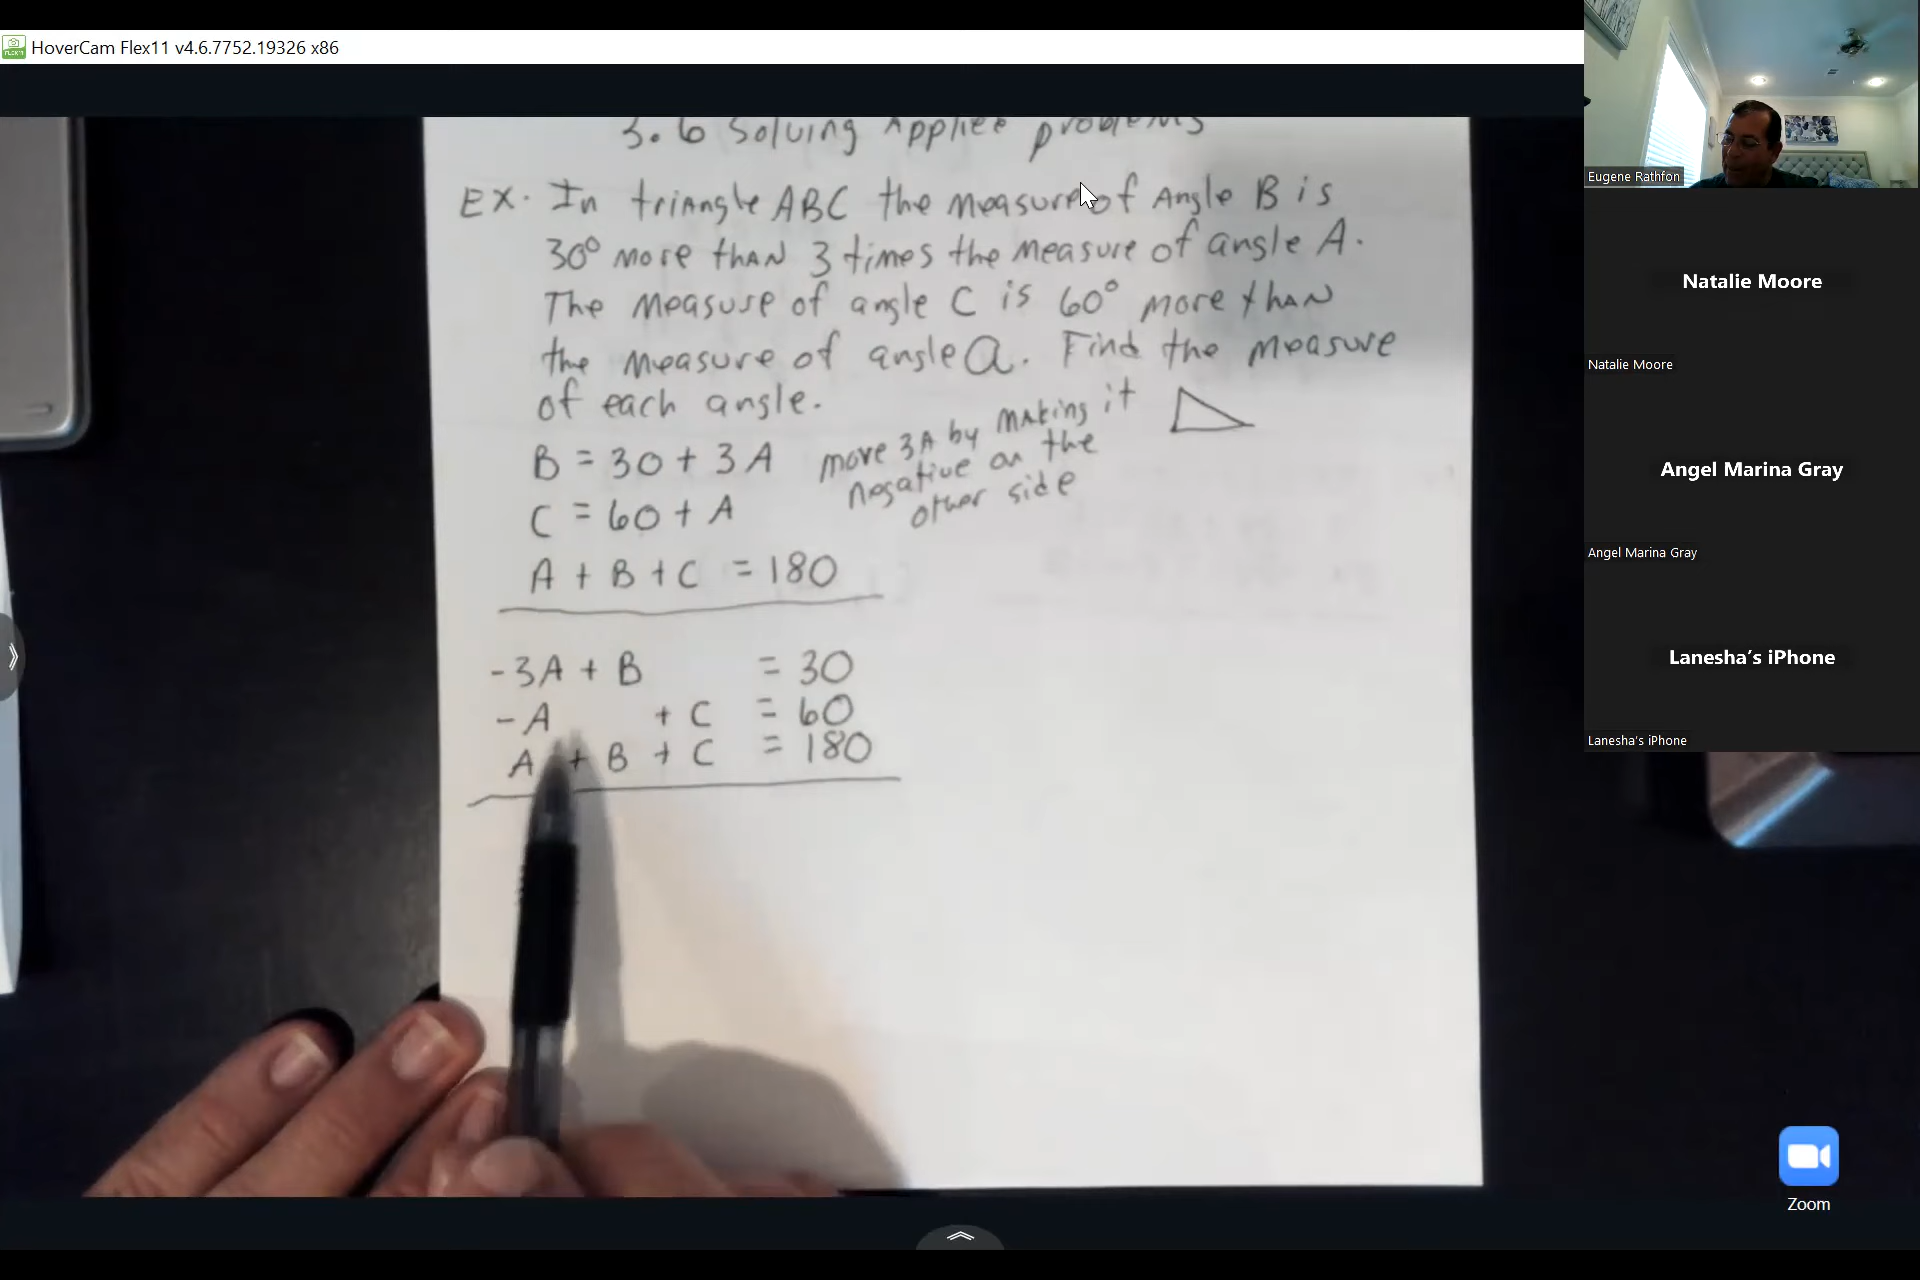 HoverCam Flex11 v4.6.7752.19326 x86
3.6 Solving Applied problems
EX. In triangle ABC the measure of Angle B is
30° more than 3 times the measure of angle A.
The measure of angle C is 60° more than
the measure of angle a. Find the measure
of each angle.
B = 30 + 3A
move 3A by making it
negative on the
other side
C = 60 + A
A + B + C = 180
-3A + B = 30
-A + C = 60
A + B + C = 180
Eugene Rathfon
Natalie Moore
Natalie Moore
Angel Marina Gray
Angel Marina Gray
Lanesha's iPhone
Lanesha's iPhone
Zoom